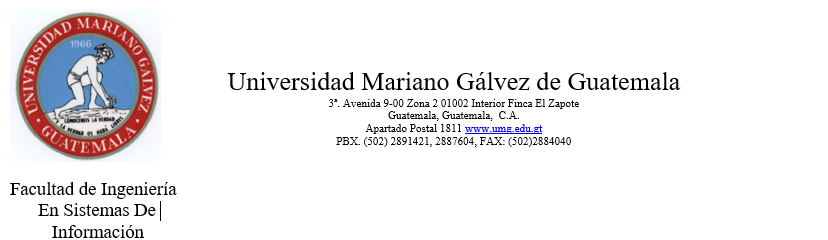 UNIVERSIDAD MARIANO GÁLVEZ
1966
CONOCEREIS LA VERDAD
Y LA VERDAD OS HARÁ LIBRES
· GUATEMALA ·
Universidad Mariano Gálvez de Guatemala
3ª. Avenida 9-00 Zona 2 01002 Interior Finca El Zapote
Guatemala, Guatemala, C.A.
Apartado Postal 1811 www.umg.edu.gt
PBX. (502) 2891421, 2887604, FAX: (502)2884040
Facultad de Ingeniería
En Sistemas De
Información